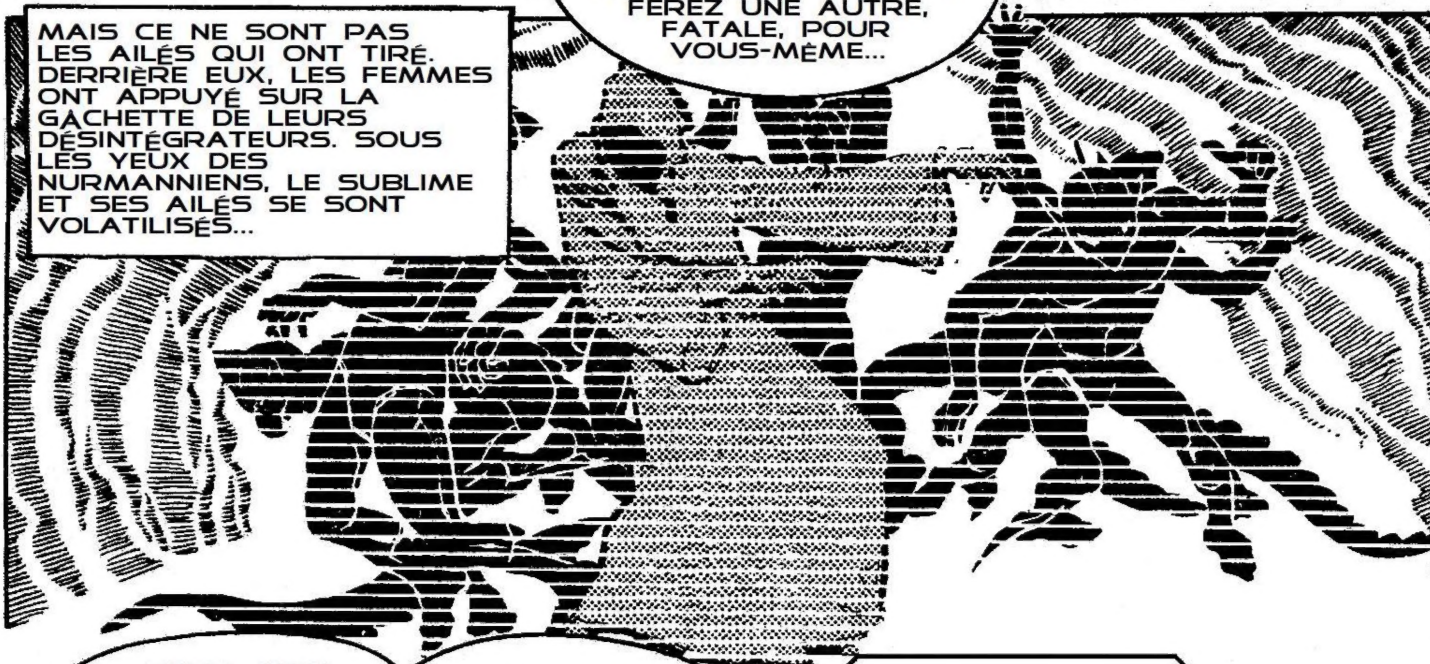 MAIS CE NE SONT PAS
LES AILÉS QUI ONT TIRÉ.
DERRIÈRE EUX, LES FEMMES
ONT APPUYÉ SUR LA
GACHETTE DE LEURS
DÉSINTÉGRATEURS. SOUS
LES YEUX DES
NURMANNIENS, LE SUBLIME
ET SES AILÉS SE SONT
VOLATILISÉS...
FEREZ UNE AUTRE,
FATALE, POUR
VOUS-MÊME...